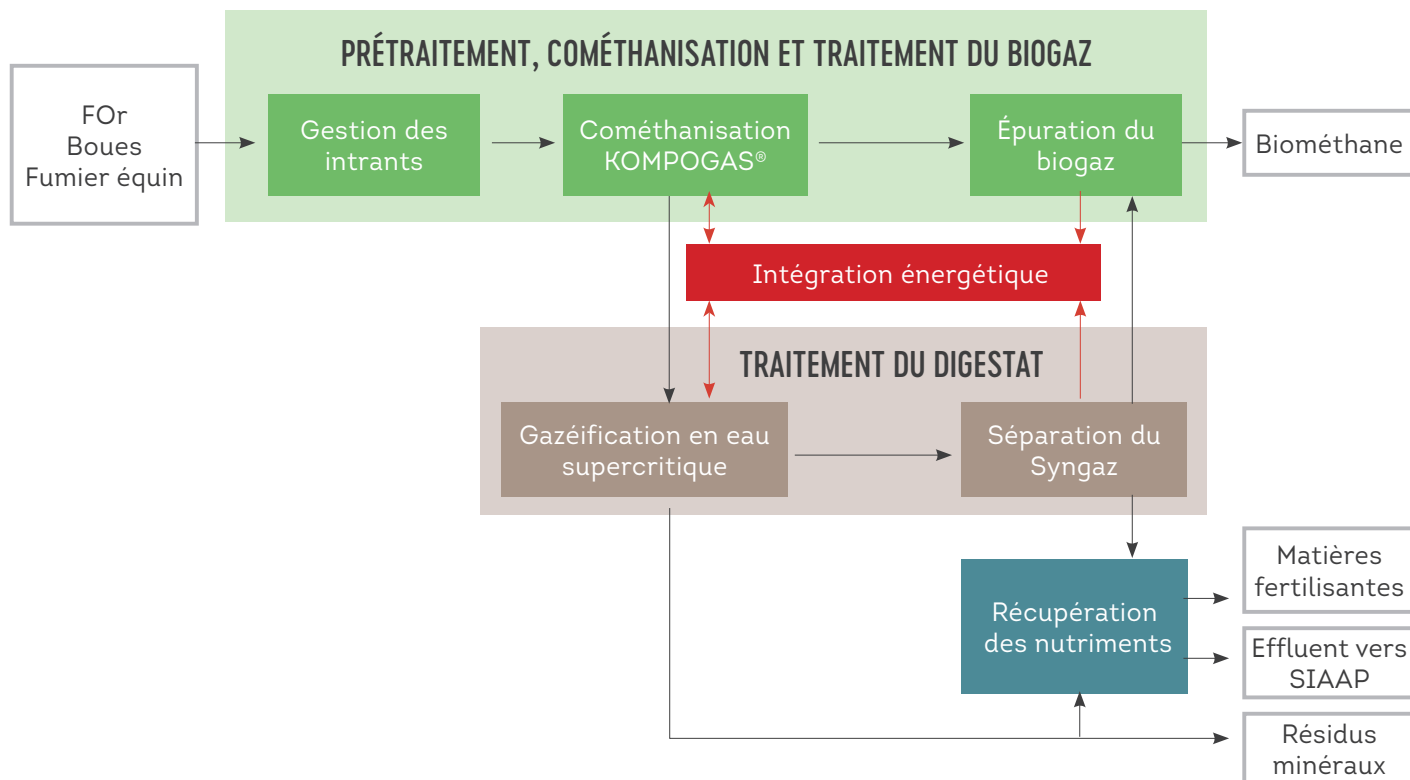 PRÉTRAITEMENT, COMÉTHANISATION ET TRAITEMENT DU BIOGAZ
FOr
Boues
Fumier équin
Gestion des
intrants
Cométhanisation
KOMPOGAS®
Épuration du
biogaz
Biométhane
Intégration énergétique
TRAITEMENT DU DIGESTAT
Gazéification en eau
supercritique
Séparation du
Syngaz
Récupération
des nutriments
Matières
fertilisantes
Effluent vers
SIAAP
Résidus
minéraux